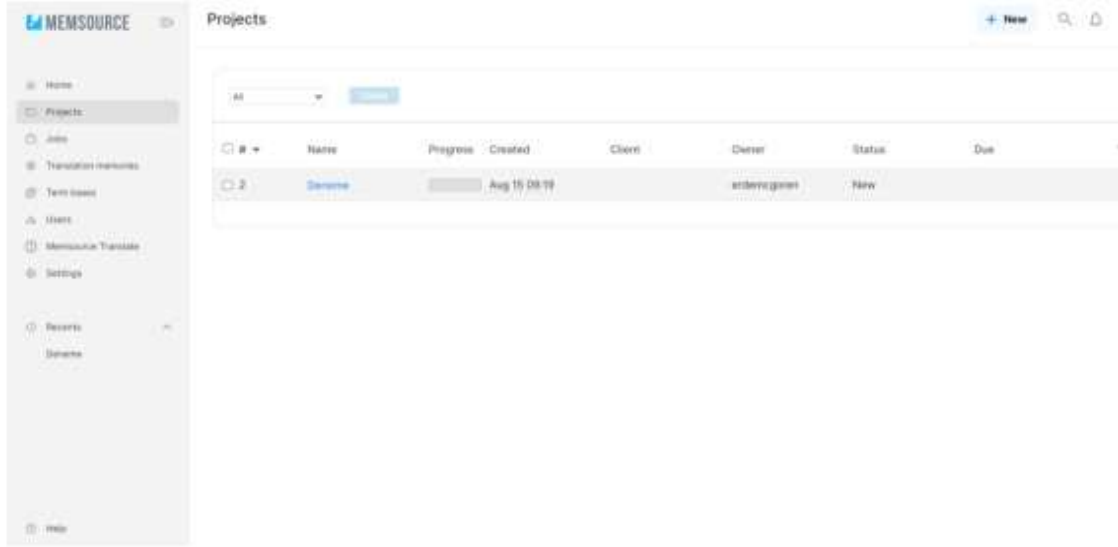 MEMSOURCE
Projects
+ New
Home
Projects
Jobs
Translation memories
Term bases
Users
Memsource Translate
Settings
Recents
Deneme
Help
All
# Name Progress Created Client Owner Status Due
2 Deneme Aug 15 09:19 erdemcgoren New